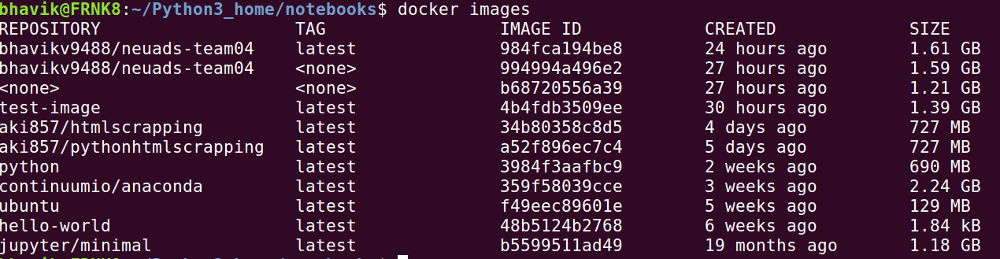 bhavik@FRNK8:~/Python3_home/notebooks$ docker images
REPOSITORY TAG IMAGE ID CREATED SIZE
bhavikv9488/neuads-team04 latest 984fca194be8 24 hours ago 1.61 GB
bhavikv9488/neuads-team04 <none> 994994a496e2 27 hours ago 1.59 GB
<none> <none> b68720556a39 27 hours ago 1.21 GB
test-image latest 4b4fdb3509ee 30 hours ago 1.39 GB
aki857/htmlscrapping latest 34b80358c8d5 4 days ago 727 MB
aki857/pythonhtmlscrapping latest a52f896ec7c4 5 days ago 727 MB
python latest 3984f3aafbc9 2 weeks ago 690 MB
continuumio/anaconda latest 359f58039cce 3 weeks ago 2.24 GB
ubuntu latest f49eec89601e 5 weeks ago 129 MB
hello-world latest 48b5124b2768 6 weeks ago 1.84 kB
jupyter/minimal latest b5599511ad49 19 months ago 1.18 GB